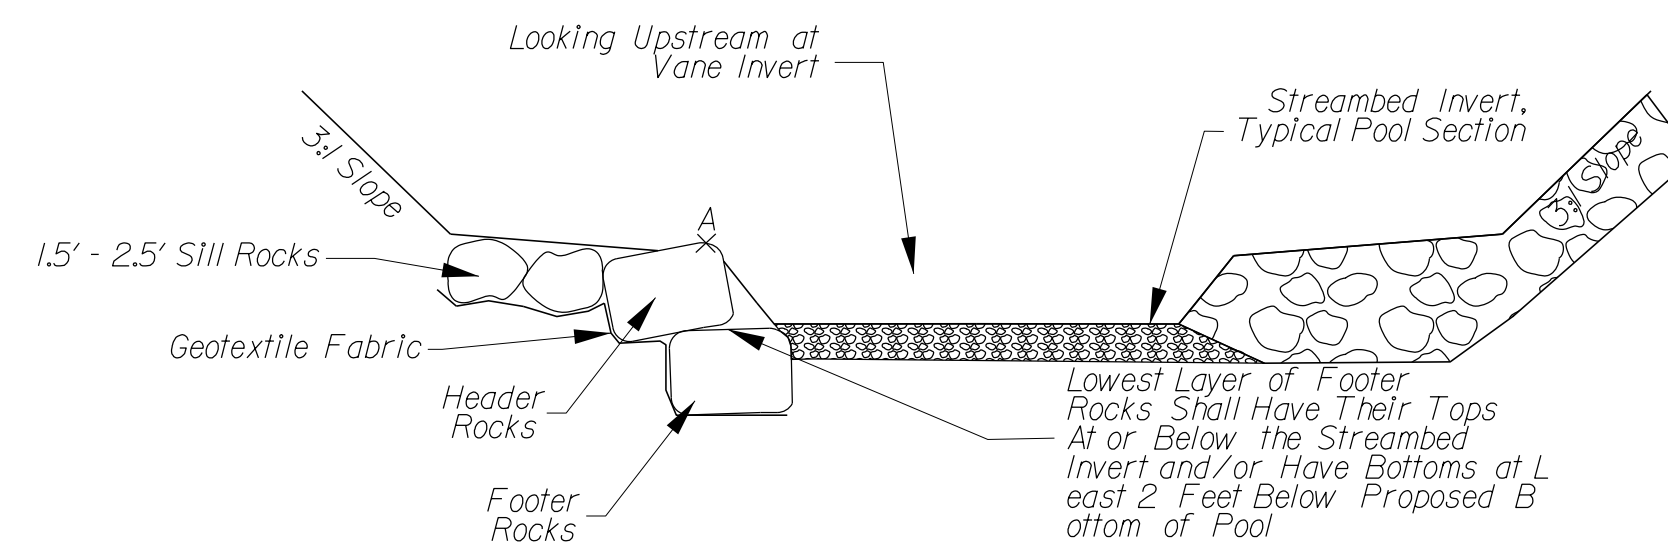 Looking Upstream at
Vane Invert
Streambed Invert,
Typical Pool Section
3:1 Slope
3:1 Slope
A
1.5' - 2.5' Sill Rocks
Geotextile Fabric
Header
Rocks
Footer
Rocks
Lowest Layer of Footer
Rocks Shall Have Their Tops
At or Below the Streambed
Invert and/or Have Bottoms at L
east 2 Feet Below Proposed B
ottom of Pool